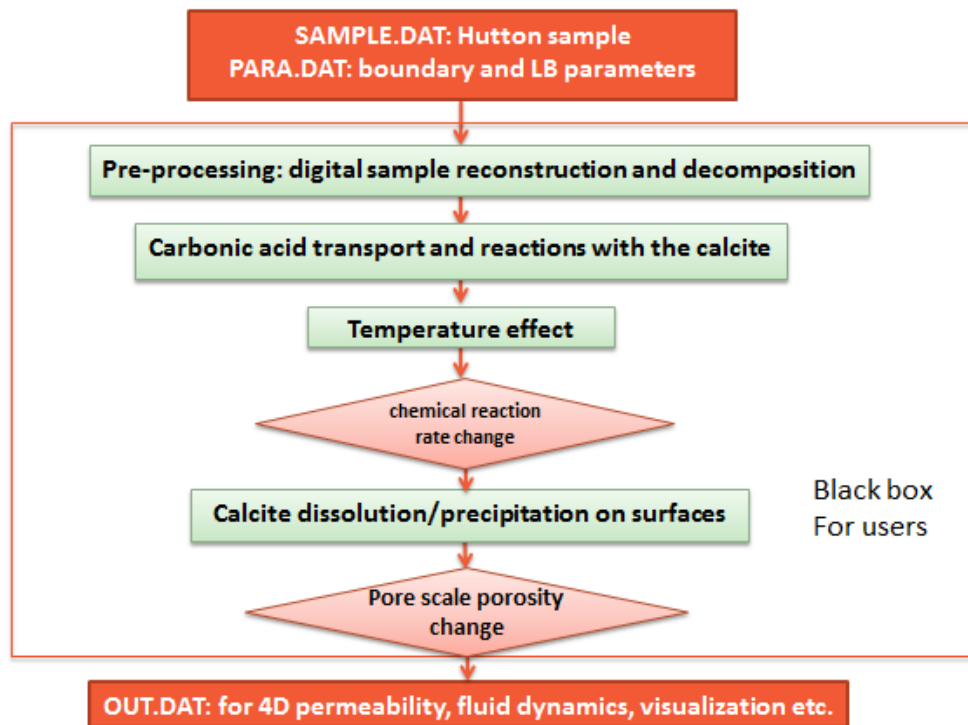 SAMPLE.DAT: Hutton sample
PARA.DAT: boundary and LB parameters
Pre-processing: digital sample reconstruction and decomposition
Carbonic acid transport and reactions with the calcite
Temperature effect
chemical reaction
rate change
Calcite dissolution/precipitation on surfaces
Black box
For users
Pore scale porosity
change
OUT.DAT: for 4D permeability, fluid dynamics, visualization etc.